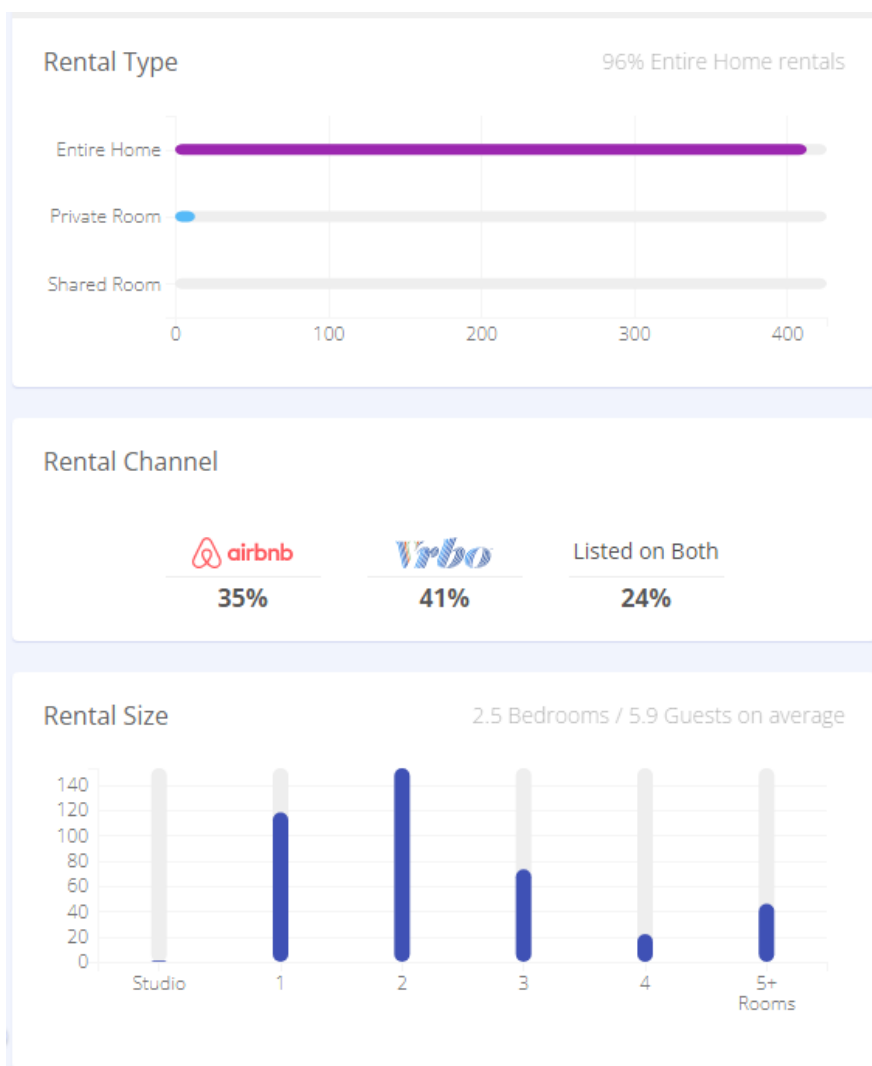 Rental Type
96% Entire Home rentals
Entire Home
Private Room
Shared Room
0 100 200 300 400
Rental Channel
airbnb Vrbo Listed on Both
35% 41% 24%
Rental Size
2.5 Bedrooms / 5.9 Guests on average
140
120
100
80
60
40
20
0
Studio 1 2 3 4 5+
Rooms